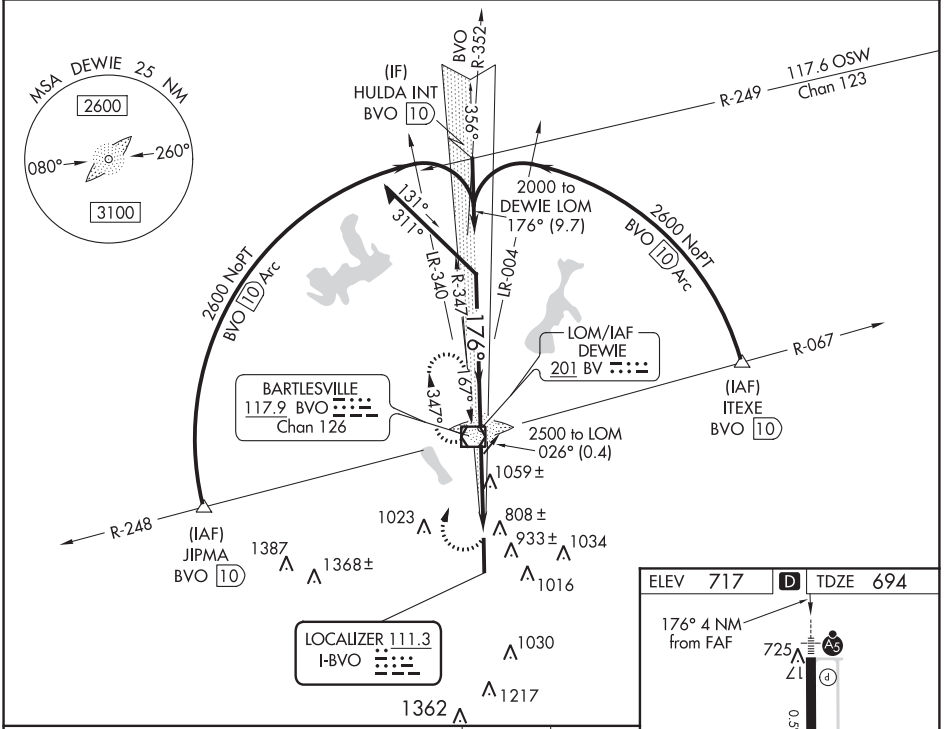 MSA DEWIE 25 NM
2600
080°
260°
3100
BVO
R-352
(IF)
HULDA INT
BVO 10
356°
R-249
117.6 OSW
Chan 123
131°
311°
2000 to
DEWIE LOM
176° (9.7)
2600 NoPT
BVO 10 Arc
2600 NoPT
BVO 10 Arc
LR-340
R-347
LR-004
176°
LOM/IAF
DEWIE
201 BV
R-067
BARTLESVILLE
117.9 BVO
Chan 126
347°
167°
(IAF)
ITEXE
BVO 10
2500 to LOM
026° (0.4)
1059±
R-248
(IAF)
JIPMA
BVO 10
1023
808±
933±
1034
1387
1368±
1016
LOCALIZER 111.3
I-BVO
1030
1217
1362
ELEV 717
D
TDZE 694
176° 4 NM
from FAF
725
A5
17
P